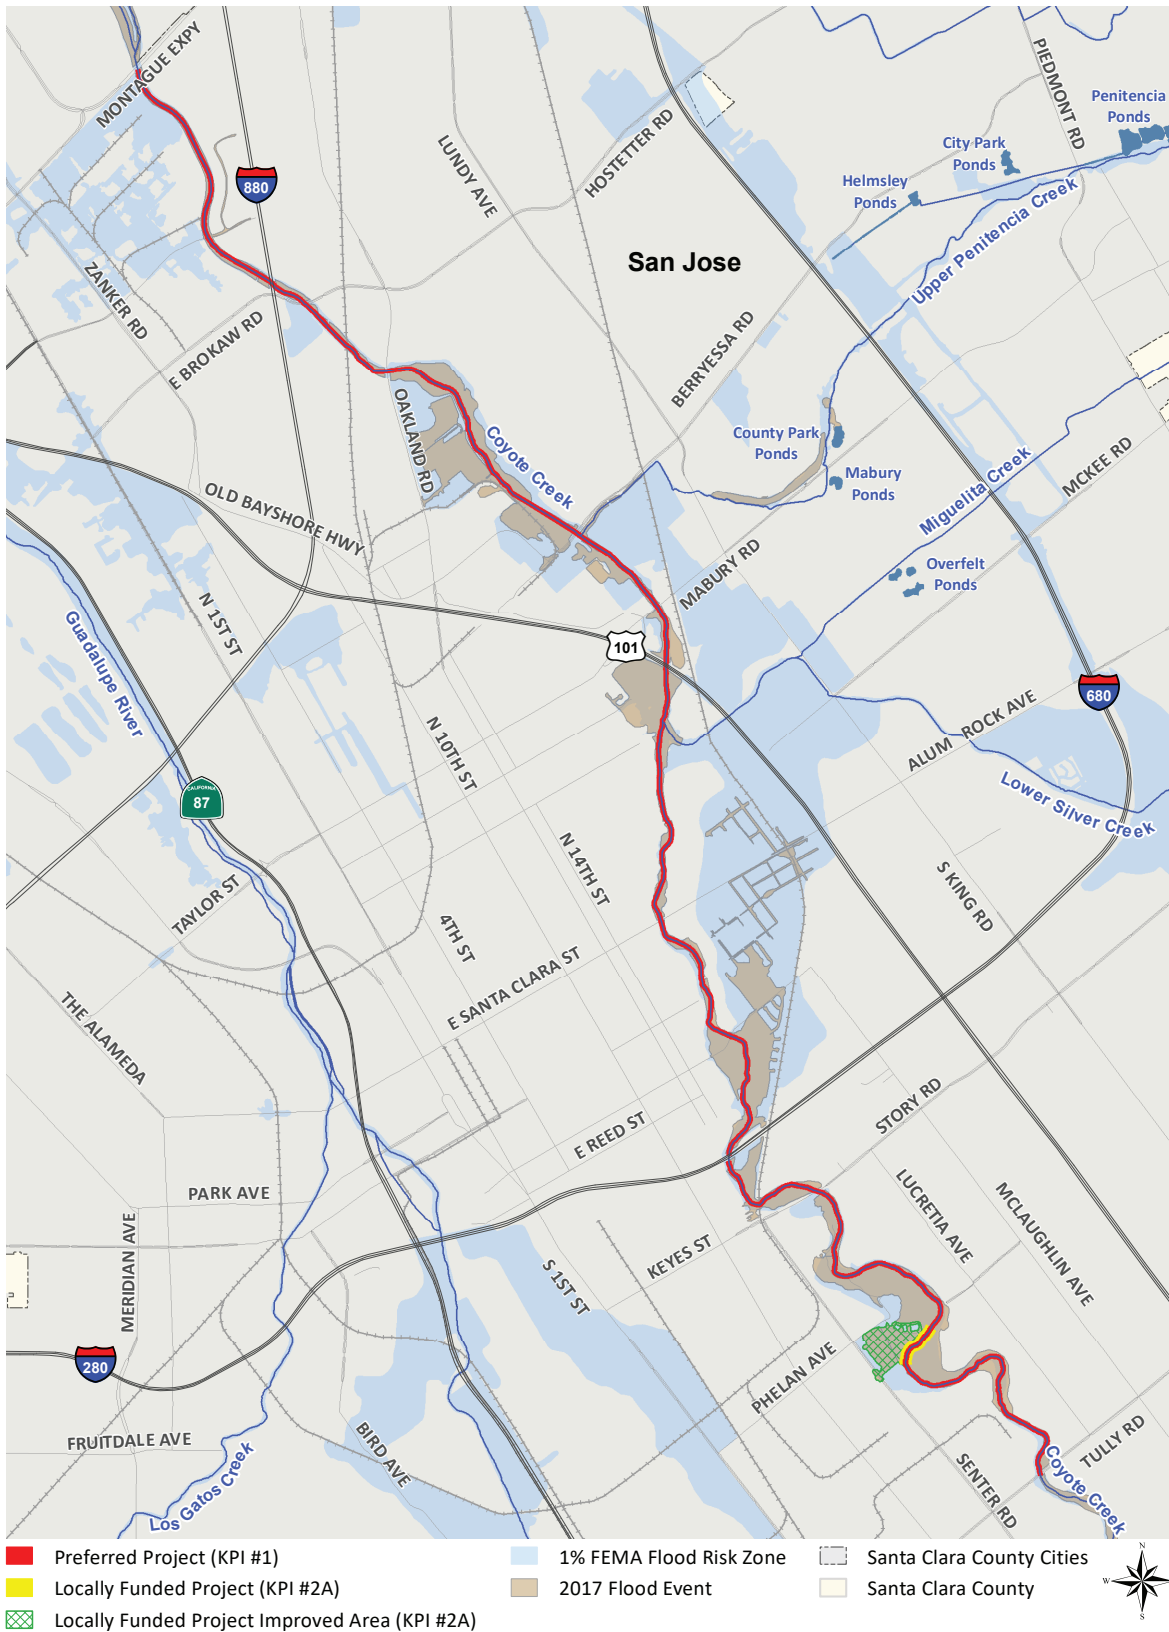 MONTAGUE EXPY
PIEDMONT RD
Penitencia
Ponds
City Park
Ponds
Helmsley
Ponds
LUNDY AVE
HOSTETTER RD
880
Upper Penitencia Creek
San Jose
ZANKER RD
E BROKAW RD
BERRYESSA RD
OAKLAND RD
Coyote Creek
County Park
Ponds
Mabury
Ponds
MCKEE RD
Miguelita Creek
OLD BAYSHORE HWY
MABURY RD
Overfelt
Ponds
N 1ST ST
Guadalupe River
101
680
ALUM ROCK AVE
N 10TH ST
CALIFORNIA
87
Lower Silver Creek
N 14TH ST
TAYLOR ST
S KING RD
4TH ST
E SANTA CLARA ST
THE ALAMEDA
STORY RD
E REED ST
PARK AVE
LUCRETIA AVE
MCLAUGHLIN AVE
MERIDIAN AVE
KEYES ST
S 1ST ST
280
PHELAN AVE
FRUITDALE AVE
BIRD AVE
TULLY RD
SENTER RD
Coyote Creek
Los Gatos Creek
Preferred Project (KPI #1)
Locally Funded Project (KPI #2A)
Locally Funded Project Improved Area (KPI #2A)
1% FEMA Flood Risk Zone
2017 Flood Event
Santa Clara County Cities
Santa Clara County
N
W
E
S